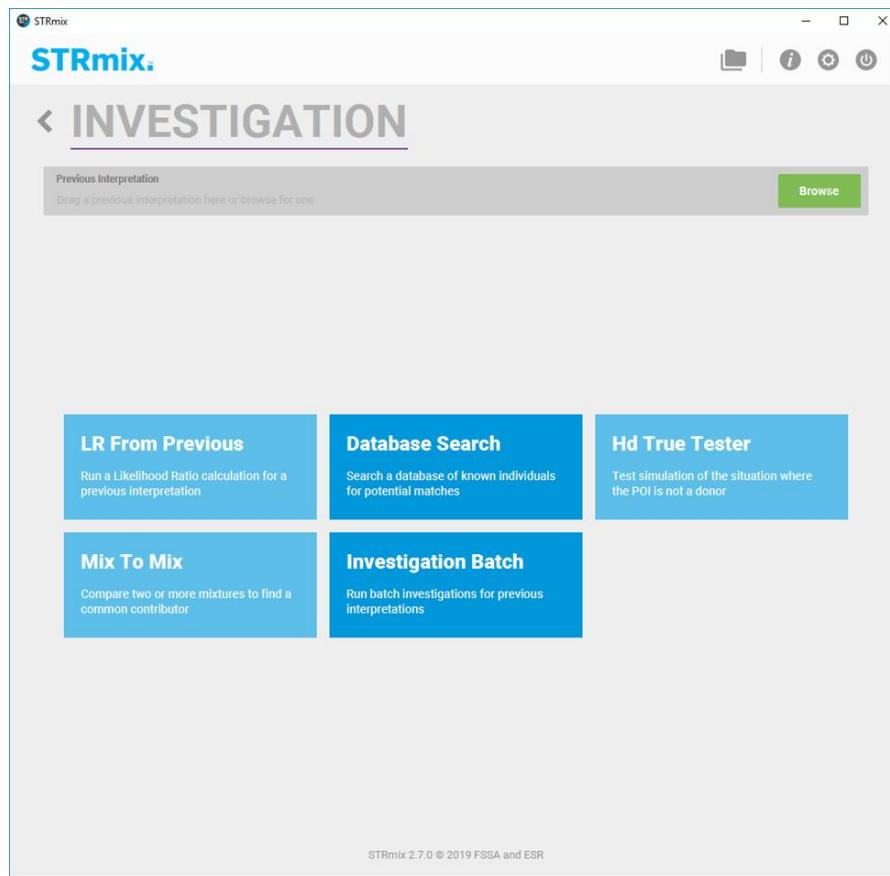 STRmix
STRmix.
INVESTIGATION
Previous Interpretation
Drag a previous interpretation here or browse for one
Browse
LR From Previous
Run a Likelihood Ratio calculation for a
previous interpretation
Database Search
Search a database of known individuals
for potential matches
Hd True Tester
Test simulation of the situation where
the POI is not a donor
Mix To Mix
Compare two or more mixtures to find a
common contributor
Investigation Batch
Run batch investigations for previous
interpretations
STRmix 2.7.0 © 2019 FSSA and ESR